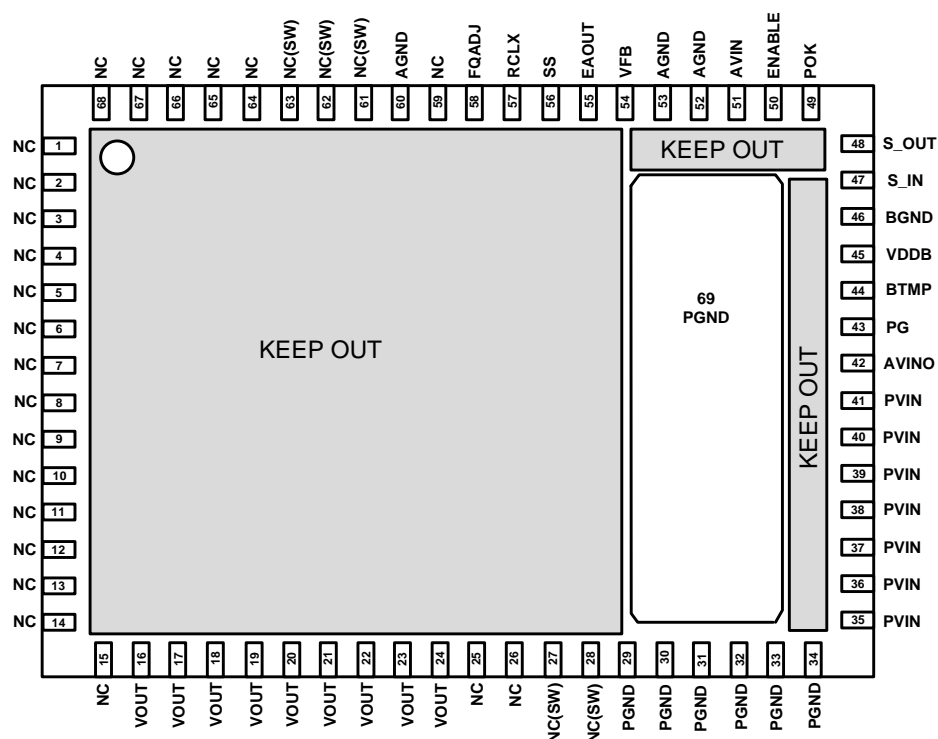 NC
NC
NC
NC
NC
NC(SW)
NC(SW)
NC(SW)
AGND
NC
FQADJ
RCLX
SS
EAOUT
VFB
AGND
AGND
AVIN
ENABLE
POK
68
67
66
65
64
63
62
61
60
59
58
57
56
55
54
53
52
51
50
49
NC 1
NC 2
NC 3
NC 4
NC 5
NC 6
NC 7
NC 8
NC 9
NC 10
NC 11
NC 12
NC 13
NC 14
KEEP OUT
KEEP OUT
69
PGND
KEEP OUT
48 S_OUT
47 S_IN
46 BGND
45 VDDB
44 BTMP
43 PG
42 AVINO
41 PVIN
40 PVIN
39 PVIN
38 PVIN
37 PVIN
36 PVIN
35 PVIN
15
16
17
18
19
20
21
22
23
24
25
26
27
28
29
30
31
32
33
34
NC
VOUT
VOUT
VOUT
VOUT
VOUT
VOUT
VOUT
VOUT
VOUT
NC
NC
NC(SW)
NC(SW)
PGND
PGND
PGND
PGND
PGND
PGND